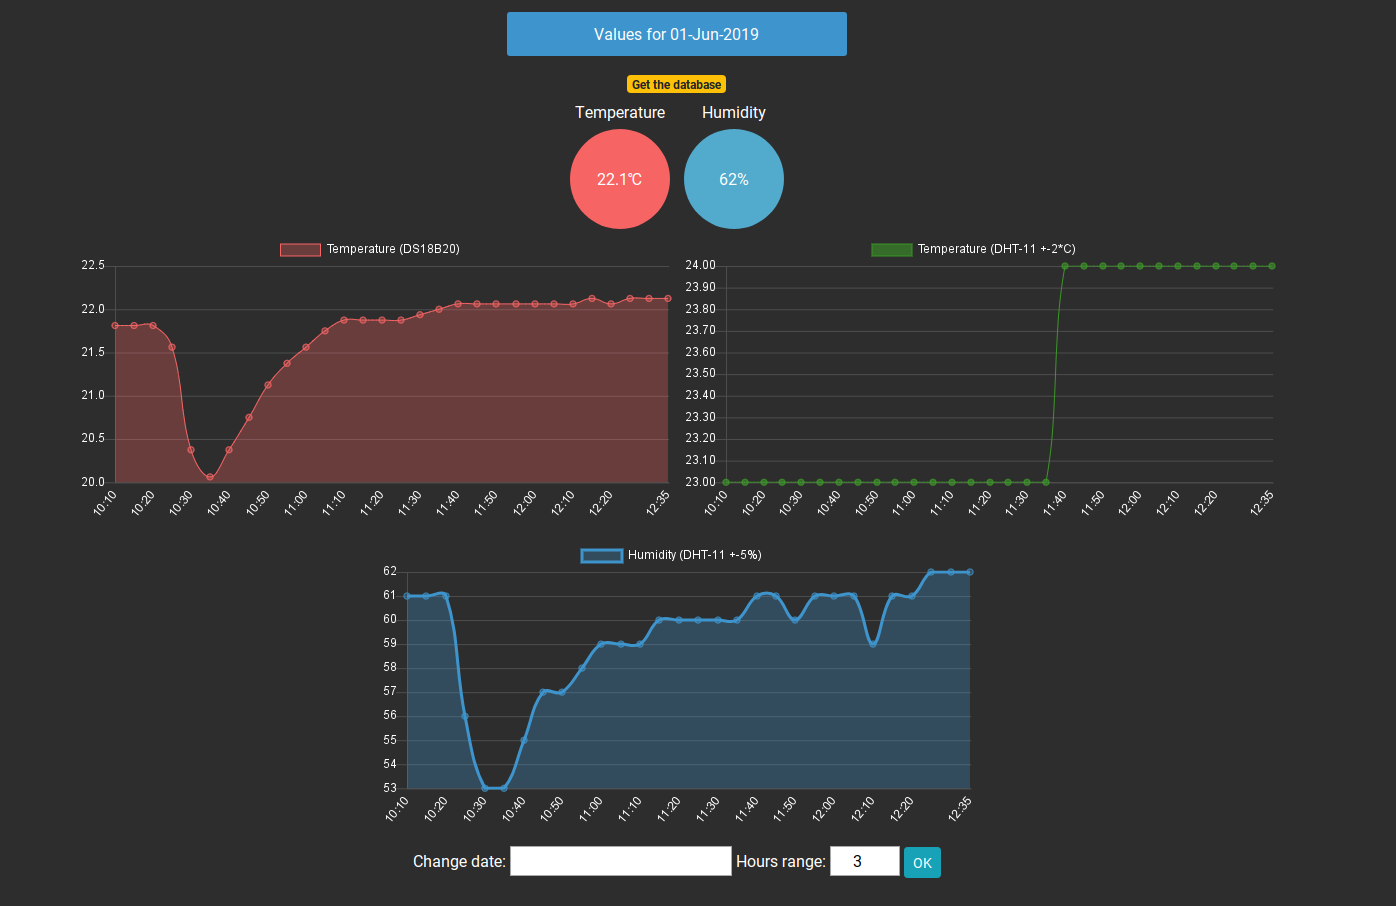 Values for 01-Jun-2019
Get the database
Temperature Humidity
22.1℃ 62%
Temperature (DS18B20)
22.5
22.0
21.5
21.0
20.5
20.0
10:10 10:20 10:30 10:40 10:50 11:00 11:10 11:20 11:30 11:40 11:50 12:00 12:10 12:20 12:35
Temperature (DHT-11 +-2*C)
24.00
23.90
23.80
23.70
23.60
23.50
23.40
23.30
23.20
23.10
23.00
10:10 10:20 10:30 10:40 10:50 11:00 11:10 11:20 11:30 11:40 11:50 12:00 12:10 12:20 12:35
Humidity (DHT-11 +-5%)
62
61
60
59
58
57
56
55
54
53
10:10 10:20 10:30 10:40 10:50 11:00 11:10 11:20 11:30 11:40 11:50 12:00 12:10 12:20 12:35
Change date: Hours range: 3 OK